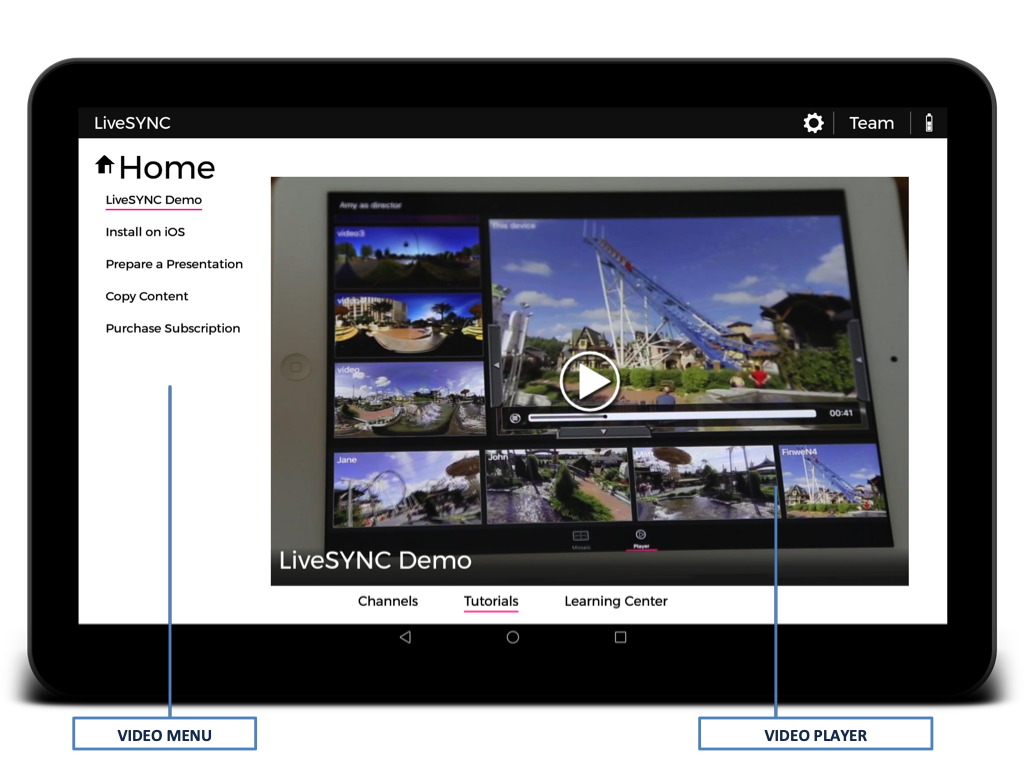 LiveSYNC
Team
Home
LiveSYNC Demo
Install on iOS
Prepare a Presentation
Copy Content
Purchase Subscription
Amy as director
video3
This device
video
00:41
Jane
John
FinweN4
Mosaic
Player
LiveSYNC Demo
Channels
Tutorials
Learning Center
VIDEO MENU
VIDEO PLAYER